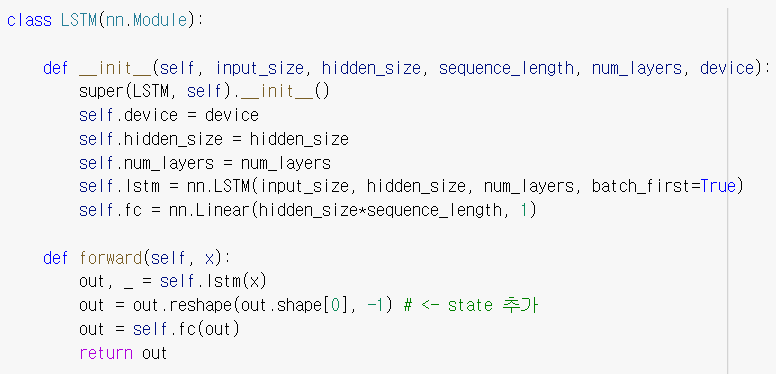 class LSTM(nn.Module):
def __init__(self, input_size, hidden_size, sequence_length, num_layers, device):
super(LSTM, self).__init__()
self.device = device
self.hidden_size = hidden_size
self.num_layers = num_layers
self.lstm = nn.LSTM(input_size, hidden_size, num_layers, batch_first=True)
self.fc = nn.Linear(hidden_size*sequence_length, 1)
def forward(self, x):
out, _ = self.lstm(x)
out = out.reshape(out.shape[0], -1) # <- state 추가
out = self.fc(out)
return out